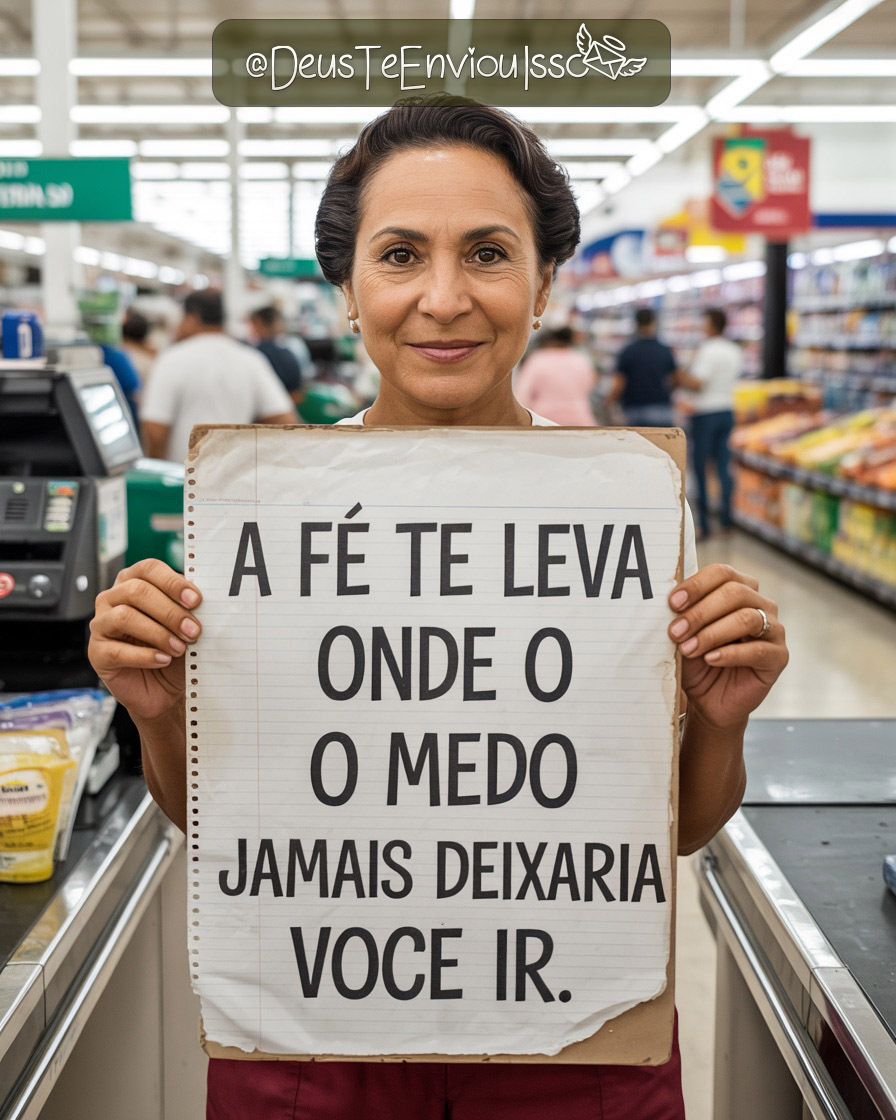 @DeusTeEnviouIsso
A FÉ TE LEVA
ONDE O
O MEDO
JAMAIS DEIXARIA
VOCE IR.